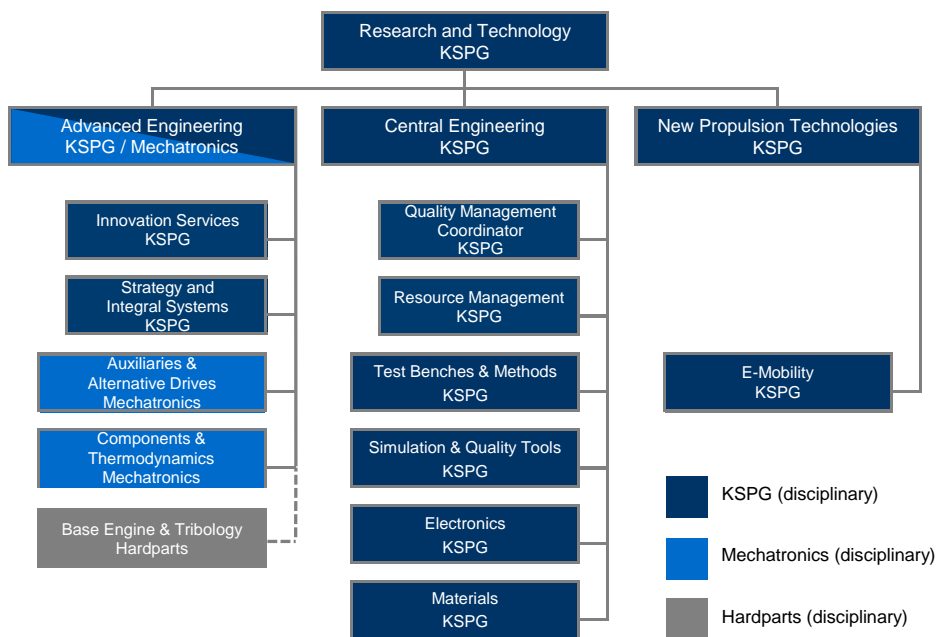 Research and Technology
KSPG
Advanced Engineering
KSPG / Mechatronics
Central Engineering
KSPG
New Propulsion Technologies
KSPG
Innovation Services
KSPG
Strategy and
Integral Systems
KSPG
Auxiliaries &
Alternative Drives
Mechatronics
Components &
Thermodynamics
Mechatronics
Base Engine & Tribology
Hardparts
Quality Management
Coordinator
KSPG
Resource Management
KSPG
Test Benches & Methods
KSPG
Simulation & Quality Tools
KSPG
Electronics
KSPG
Materials
KSPG
E-Mobility
KSPG
KSPG (disciplinary)
Mechatronics (disciplinary)
Hardparts (disciplinary)